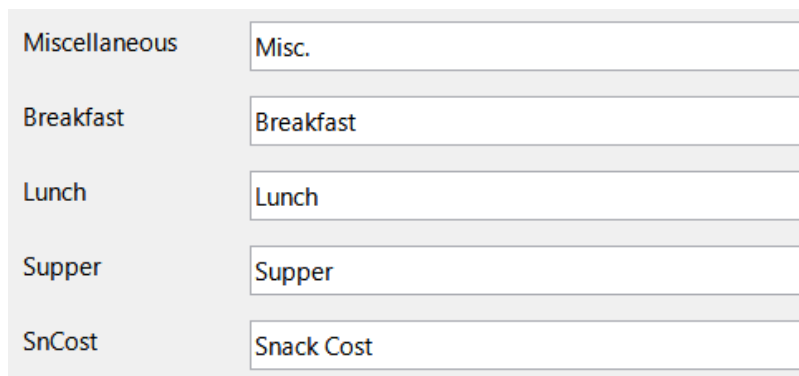 Miscellaneous Misc.
Breakfast Breakfast
Lunch Lunch
Supper Supper
SnCost Snack Cost